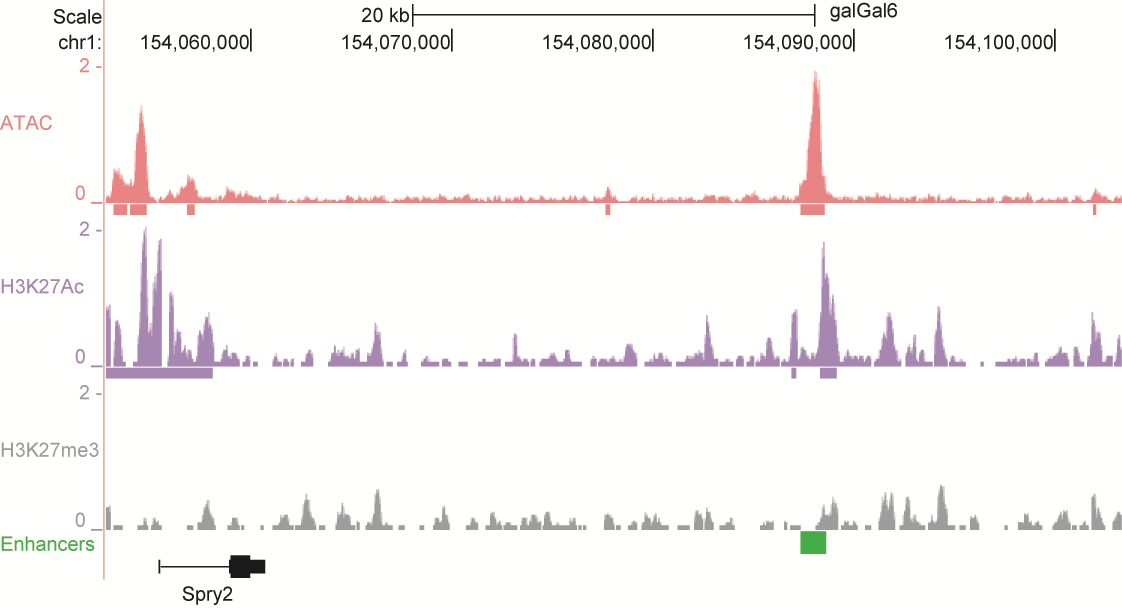 Scale 20 kb galGal6
chr1: 154,060,000 154,070,000 154,080,000 154,090,000 154,100,000
2
ATAC
0
2
H3K27Ac
0
2
H3K27me3
0
Enhancers
Spry2